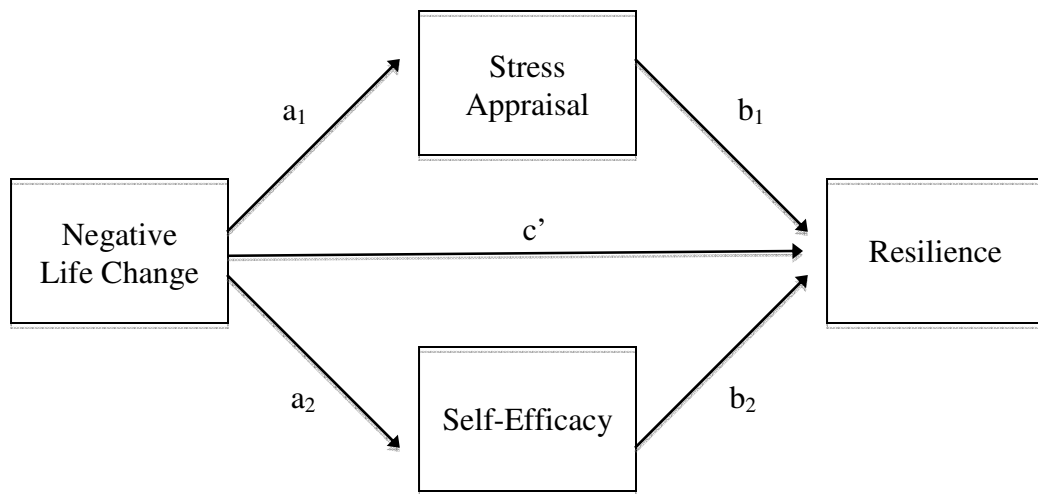 Stress
Appraisal
a₁
b₁
Negative
Life Change
c’
Resilience
a₂
b₂
Self-Efficacy